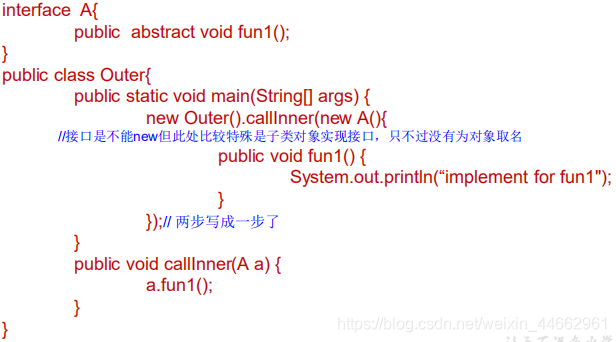 interface A{
public abstract void fun1();
}
public class Outer{
public static void main(String[] args) {
new Outer().callInner(new A(){
//接口是不能new但此处比较特殊是子类对象实现接口，只不过没有为对象取名
public void fun1() {
System.out.println(“implement for fun1");
}
});// 两步写成一步了
}
public void callInner(A a) {
a.fun1();
}
}
https://blog.csdn.net/weixin_44662961